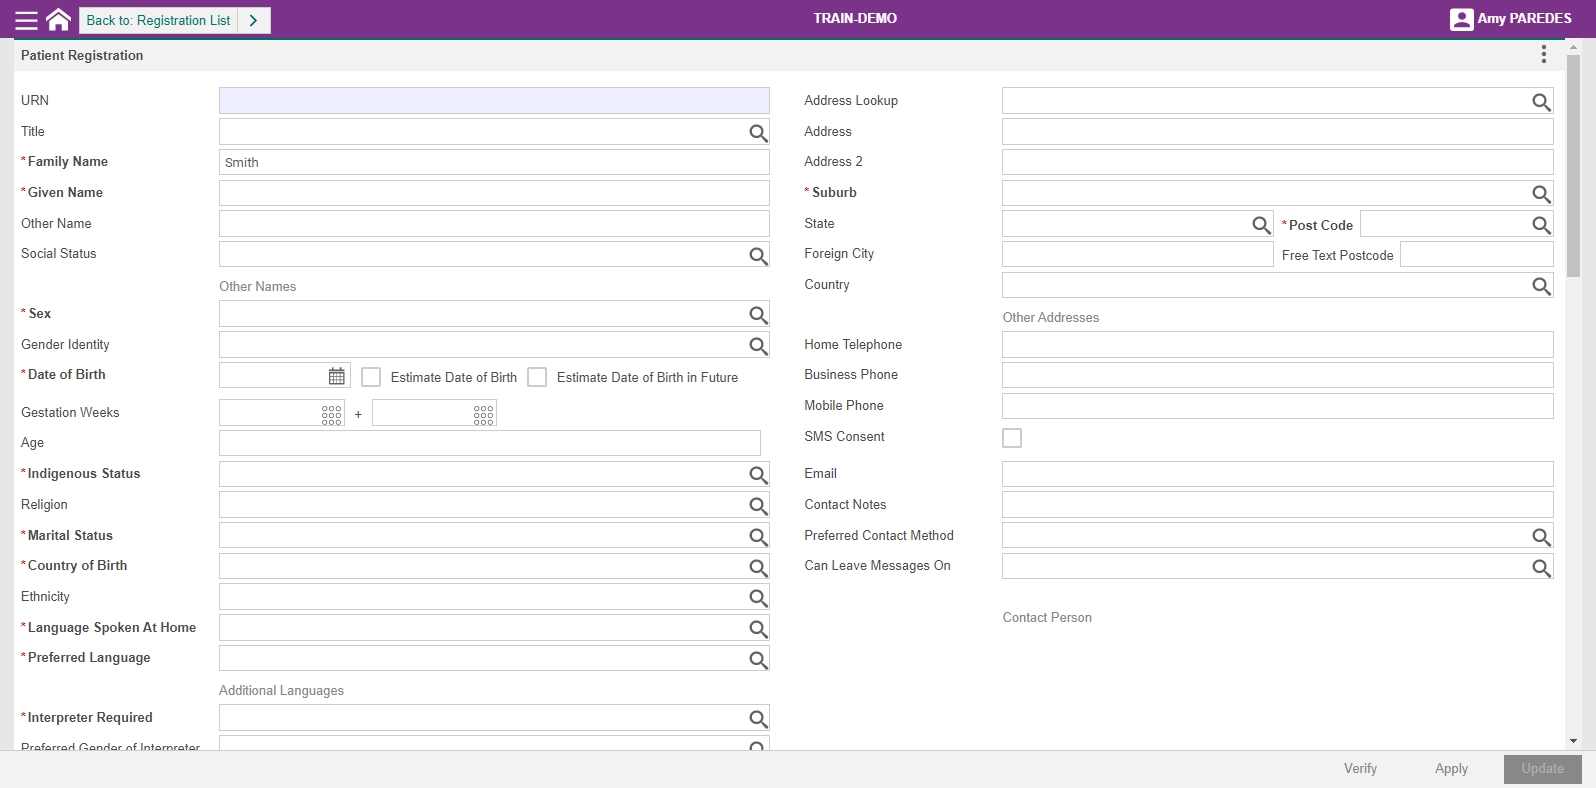 Back to: Registration List
TRAIN-DEMO
Amy PAREDES
Patient Registration
URN
Title
*Family Name Smith
*Given Name
Other Name
Social Status
Other Names
*Sex
Gender Identity
*Date of Birth Estimate Date of Birth Estimate Date of Birth in Future
Gestation Weeks +
Age
*Indigenous Status
Religion
*Marital Status
*Country of Birth
Ethnicity
*Language Spoken At Home
*Preferred Language
Additional Languages
*Interpreter Required
Preferred Gender of Interpreter
Address Lookup
Address
Address 2
*Suburb
State *Post Code
Foreign City Free Text Postcode
Country
Other Addresses
Home Telephone
Business Phone
Mobile Phone
SMS Consent
Email
Contact Notes
Preferred Contact Method
Can Leave Messages On
Contact Person
Verify Apply Update